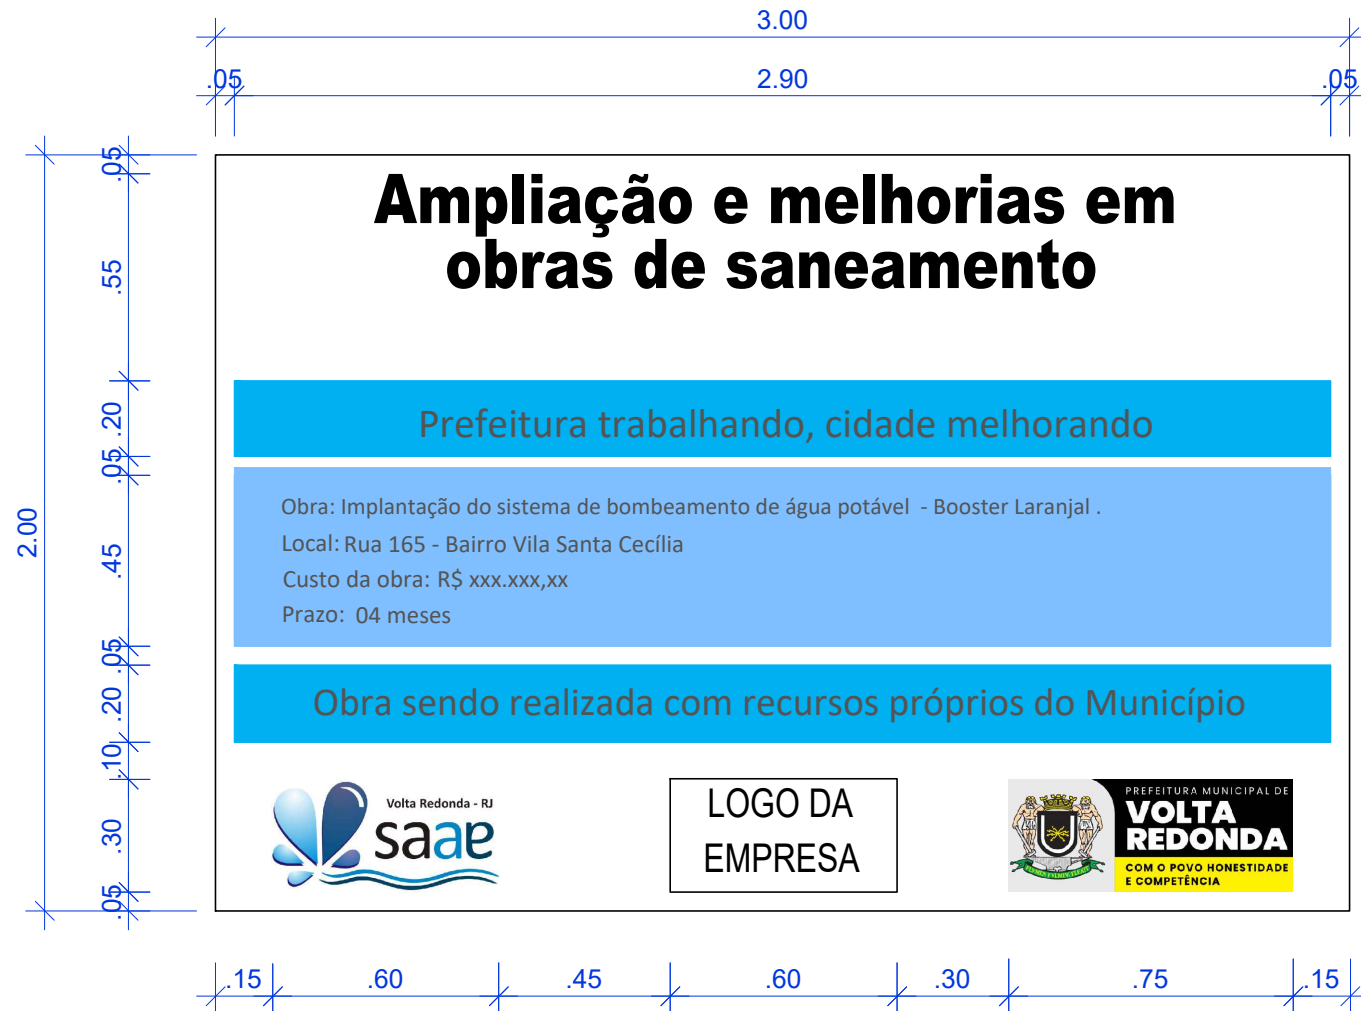 3.00
.05 2.90 .05
Ampliação e melhorias em
obras de saneamento
Prefeitura trabalhando, cidade melhorando
Obra: Implantação do sistema de bombeamento de água potável - Booster Laranjal .
Local: Rua 165 - Bairro Vila Santa Cecília
Custo da obra: R$ xxx.xxx,xx
Prazo: 04 meses
Obra sendo realizada com recursos próprios do Município
Volta Redonda - RJ
saae
LOGO DA
EMPRESA
PREFEITURA MUNICIPAL DE
VOLTA
REDONDA
COM O POVO HONESTIDADE
E COMPETÊNCIA
2.00
.05
.55
.20
.05
.45
.05
.20
.10
.30
.05
.15 .60 .45 .60 .30 .75 .15